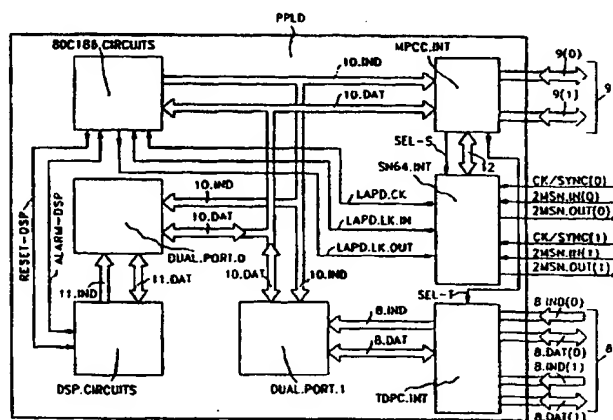 PPLD
80C186.CIRCUITS
MPCC.INT
10.IND
9(0)
10.DAT
9(1)
9
SEL-S
12
SN64.INT
RESET-DSP
ALARM-DSP
10.IND
LAPD.CK
CK/SYNC(0)
10.DAT
2MSN.IN(0)
LAPD.LK.IN
2MSN.OUT(0)
DUAL.PORT.0
LAPD.LK.OUT
CK/SYNC(1)
10.DAT
10.IND
2MSN.IN(1)
11.IND
11.DAT
2MSN.OUT(1)
SEL-T
8.IND(0)
8.IND
8.DAT(0)
8
8.DAT
8.IND(1)
DSP.CIRCUITS
DUAL.PORT.1
TDPC.INT
8.DAT(1)